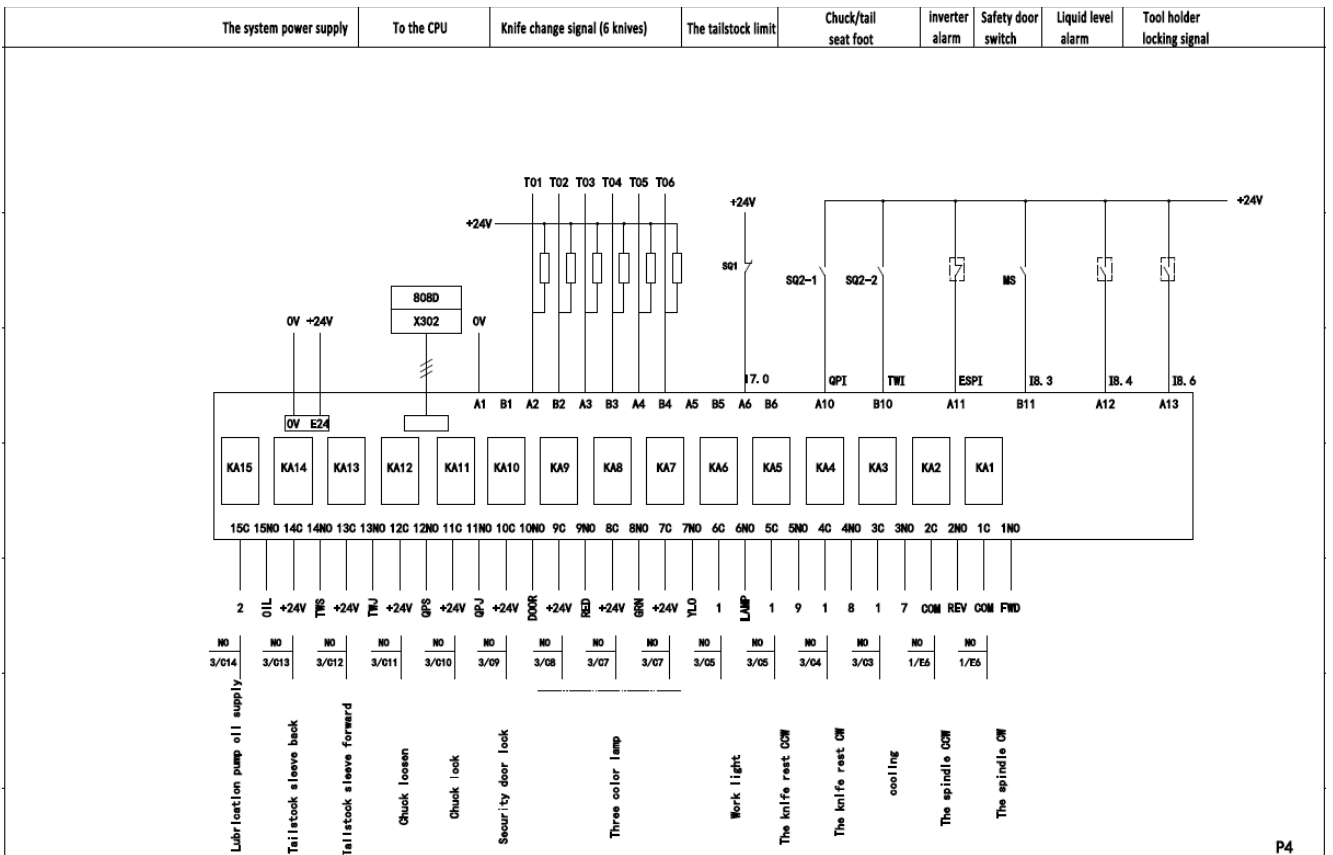 The system power supply
To the CPU
Knife change signal (6 knives)
The tailstock limit
Chuck/tail
seat foot
inverter
alarm
Safety door
switch
Liquid level
alarm
Tool holder
locking signal
T01 T02 T03 T04 T05 T06
+24V
+24V
+24V
SQ1
SQ2-1
SQ2-2
MS
808D
X302
0V +24V
0V
I7.0
QPI
TWI
ESPI
I8.3
I8.4
I8.6
A1 B1 A2 B2 A3 B3 A4 B4 A5 B5 A6 B6 A10 B10 A11 B11 A12 A13
0V E24
KA15 KA14 KA13 KA12 KA11 KA10 KA9 KA8 KA7 KA6 KA5 KA4 KA3 KA2 KA1
15C 15NO 14C 14NO 13C 13NO 12C 12NO 11C 11NO 10C 10NO 9C 9NO 8C 8NO 7C 7NO 6C 6NO 5C 5NO 4C 4NO 3C 3NO 2C 2NO 1C 1NO
2 OIL +24V TWS +24V TWJ +24V QPS +24V QPJ +24V DOOR +24V RED +24V GRN +24V YLO 1 LAMP 1 9 1 8 1 7 COM REV COM FWD
NO NO NO NO NO NO NO NO NO NO NO NO NO NO NO
3/C14 3/C13 3/C12 3/C11 3/C10 3/C9 3/C8 3/C7 3/C7 3/C5 3/C5 3/C4 3/C3 1/E6 1/E6
Lubrication pump oil supply
Tailstock sleeve back
Tailstock sleeve forward
Chuck loosen
Chuck lock
Security door lock
Three color lamp
Work light
The knife rest CCW
The knife rest CW
cooling
The spindle CCW
The spindle CW
P4